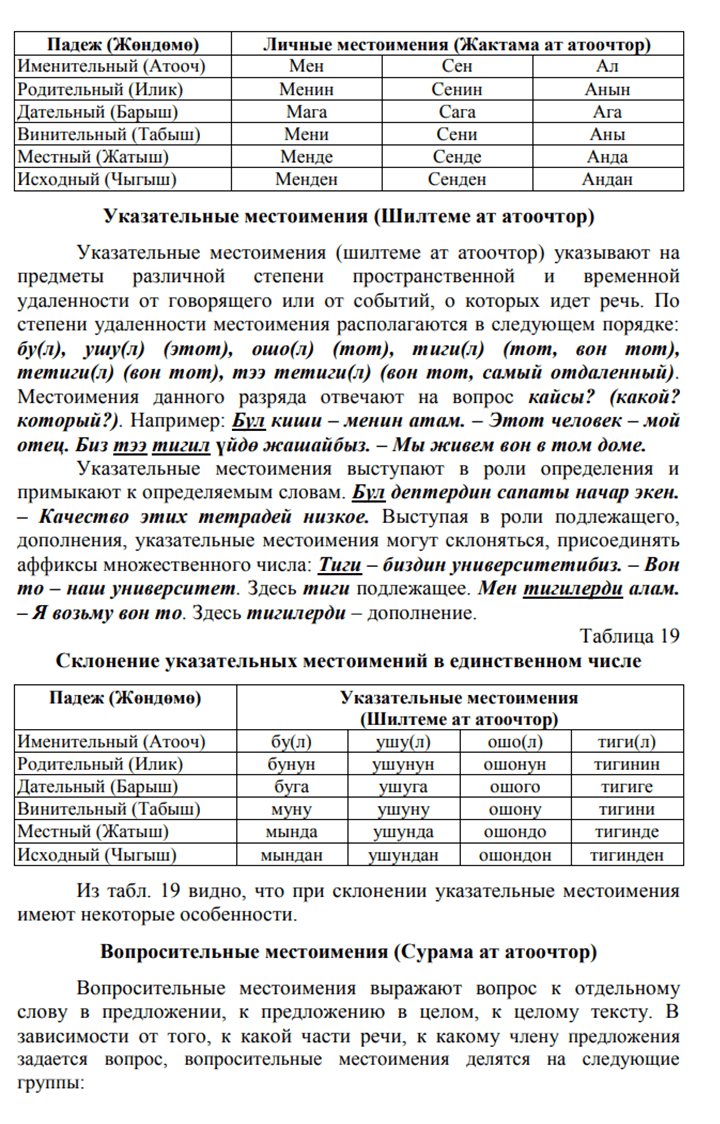 Падеж (Жөндөмө) Личные местоимения (Жактама ат атоочтор)
Именительный (Атооч) Мен Сен Ал
Родительный (Илик) Менин Сенин Анын
Дательный (Барыш) Мага Сага Ага
Винительный (Табыш) Мени Сени Аны
Местный (Жатыш) Менде Сенде Анда
Исходный (Чыгыш) Менден Сенден Андан
Указательные местоимения (Шилтеме ат атоочтор)
Указательные местоимения (шилтеме ат атоочтор) указывают на
предметы различной степени пространственной и временной
удаленности от говорящего или от событий, о которых идет речь. По
степени удаленности местоимения располагаются в следующем порядке:
бу(л), ушу(л) (этот), ошо(л) (тот), тиги(л) (тот, вон тот),
тетиги(л) (вон тот), тээ тетиги(л) (вон тот, самый отдаленный).
Местоимения данного разряда отвечают на вопрос кайсы? (какой?
который?). Например: Бул киши – менин атам. – Этот человек – мой
отец. Биз тээ тигил үйдө жашайбыз. – Мы живем вон в том доме.
Указательные местоимения выступают в роли определения и
примыкают к определяемым словам. Бул дептердин сапаты начар экен.
– Качество этих тетрадей низкое. Выступая в роли подлежащего,
дополнения, указательные местоимения могут склоняться, присоединять
аффиксы множественного числа: Тиги – биздин университетибиз. – Вон
то – наш университет. Здесь тиги подлежащее. Мен тигилерди алам.
– Я возьму вон то. Здесь тигилерди – дополнение.
Таблица 19
Склонение указательных местоимений в единственном числе
Падеж (Жөндөмө) Указательные местоимения
(Шилтеме ат атоочтор)
Именительный (Атооч) бу(л) ушу(л) ошо(л) тиги(л)
Родительный (Илик) бунун ушунун ошонун тигинин
Дательный (Барыш) буга ушуга ошого тигиге
Винительный (Табыш) муну ушуну ошону тигини
Местный (Жатыш) мында ушунда ошондо тигинде
Исходный (Чыгыш) мындан ушундан ошондон тигинден
Из табл. 19 видно, что при склонении указательные местоимения
имеют некоторые особенности.
Вопросительные местоимения (Сурама ат атоочтор)
Вопросительные местоимения выражают вопрос к отдельному
слову в предложении, к предложению в целом, к целому тексту. В
зависимости от того, к какой части речи, к какому члену предложения
задается вопрос, вопросительные местоимения делятся на следующие
группы: